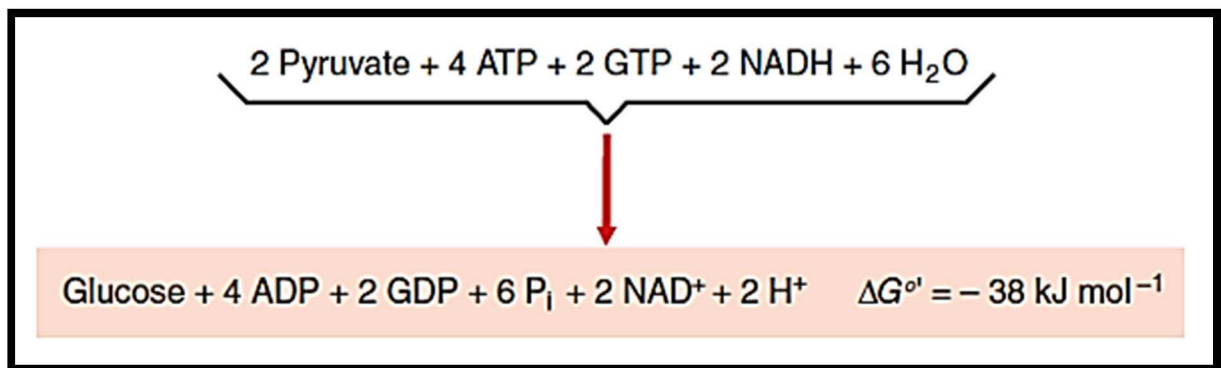 2 Pyruvate + 4 ATP + 2 GTP + 2 NADH + 6 H₂O
Glucose + 4 ADP + 2 GDP + 6 Pᵢ + 2 NAD⁺ + 2 H⁺ ΔG°' = – 38 kJ mol⁻¹